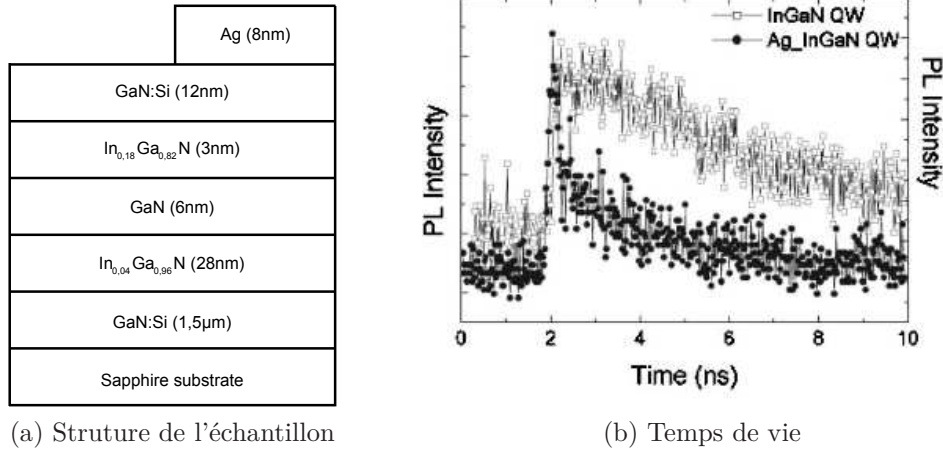 Ag (8nm)
GaN:Si (12nm)
In0,18Ga0,82N (3nm)
GaN (6nm)
In0,04Ga0,96N (28nm)
GaN:Si (1,5µm)
Sapphire substrate
(a) Struture de l'échantillon
InGaN QW
Ag_InGaN QW
PL Intensity
PL Intensity
0 2 4 6 8 10
Time (ns)
(b) Temps de vie